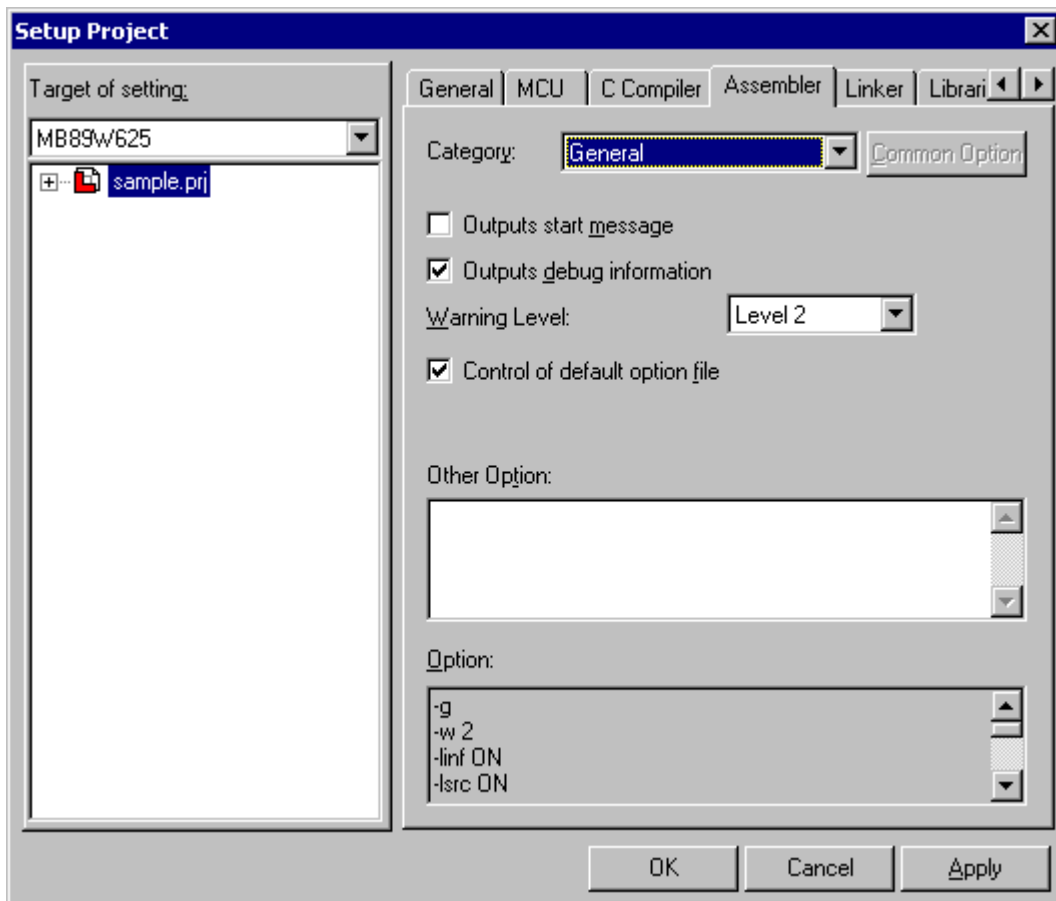 Setup Project
Target of setting:
MB89W625
sample.prj
General MCU C Compiler Assembler Linker Librari
Category: General Common Option
Outputs start message
Outputs debug information
Warning Level: Level 2
Control of default option file
Other Option:
Option:
-g
-w 2
-linf ON
-lsrc ON
OK Cancel Apply